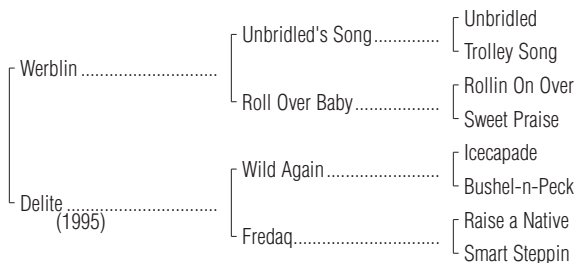 Unbridled
Unbridled's Song..............
Trolley Song
Werblin ............................
Rollin On Over
Roll Over Baby .................
Sweet Praise
Icecapade
Wild Again .......................
Bushel-n-Peck
Delite ...............................
(1995)
Raise a Native
Fredaq..............................
Smart Steppin